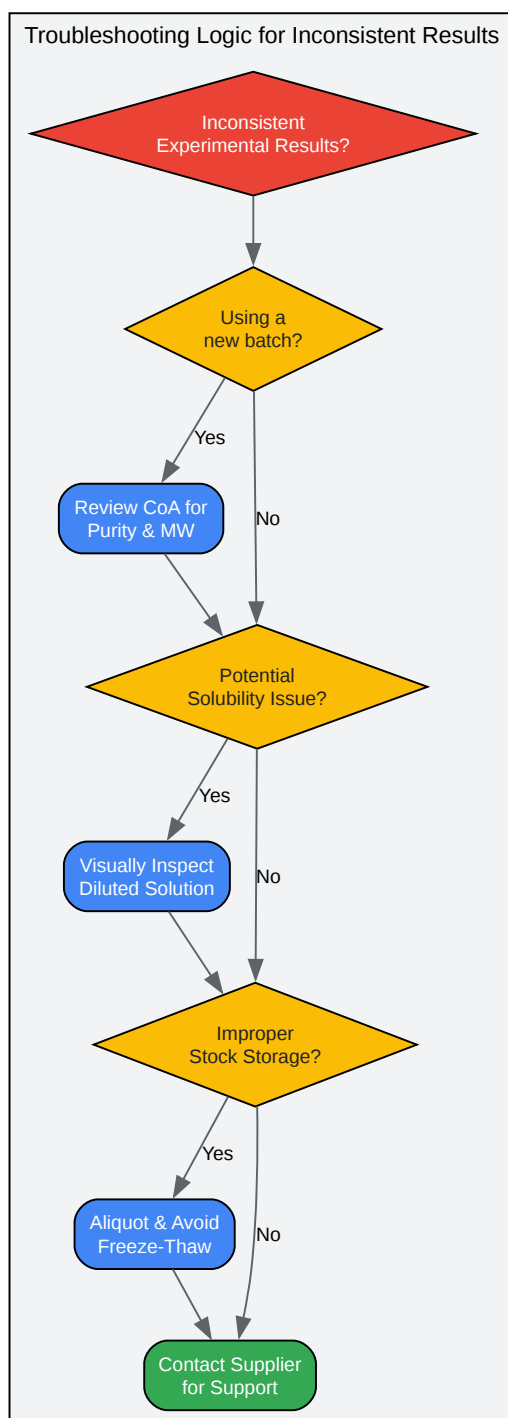 Troubleshooting Logic for Inconsistent Results
Inconsistent
Experimental Results?
Using a
new batch?
Yes
Review CoA for
Purity & MW
No
Potential
Solubility Issue?
Yes
Visually Inspect
Diluted Solution
No
Improper
Stock Storage?
Yes
Aliquot & Avoid
Freeze-Thaw
No
Contact Supplier
for Support